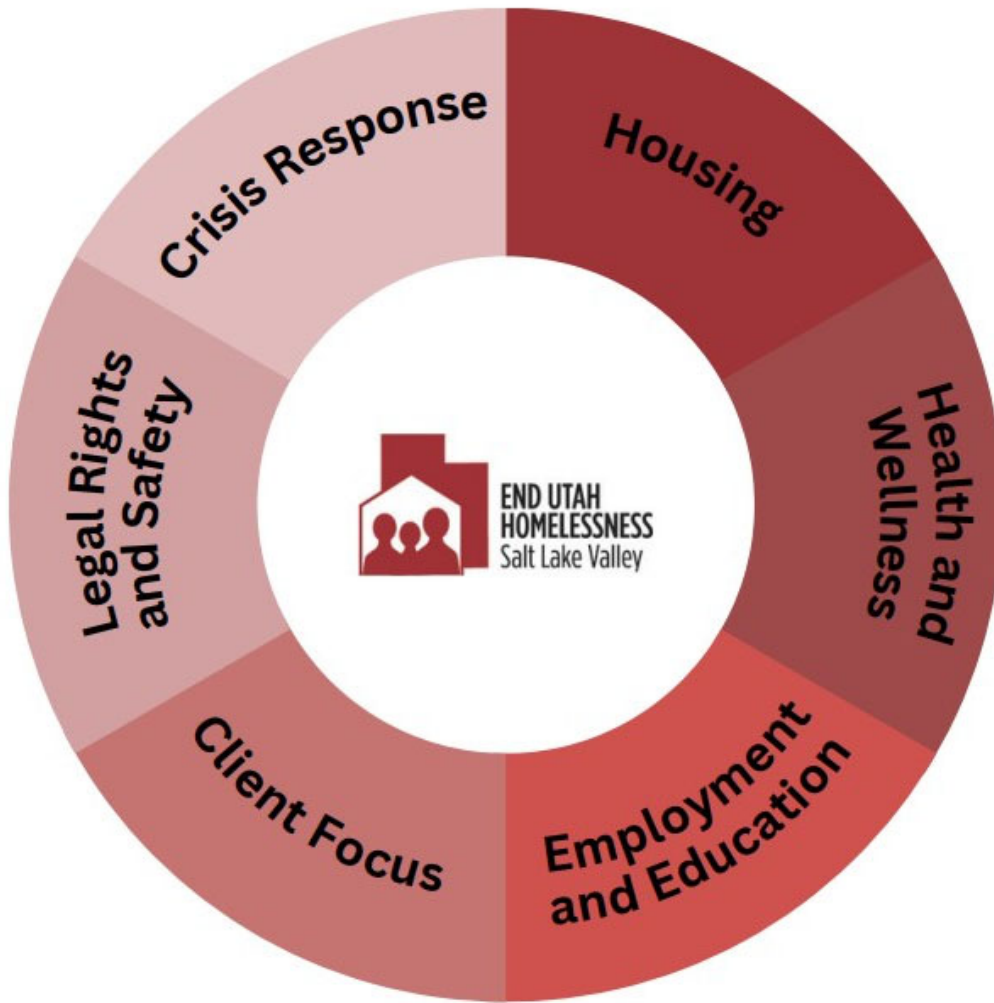 Crisis Response
Housing
Health and
Wellness
Employment
and Education
Client Focus
Legal Rights
and Safety
END UTAH
HOMELESSNESS
Salt Lake Valley